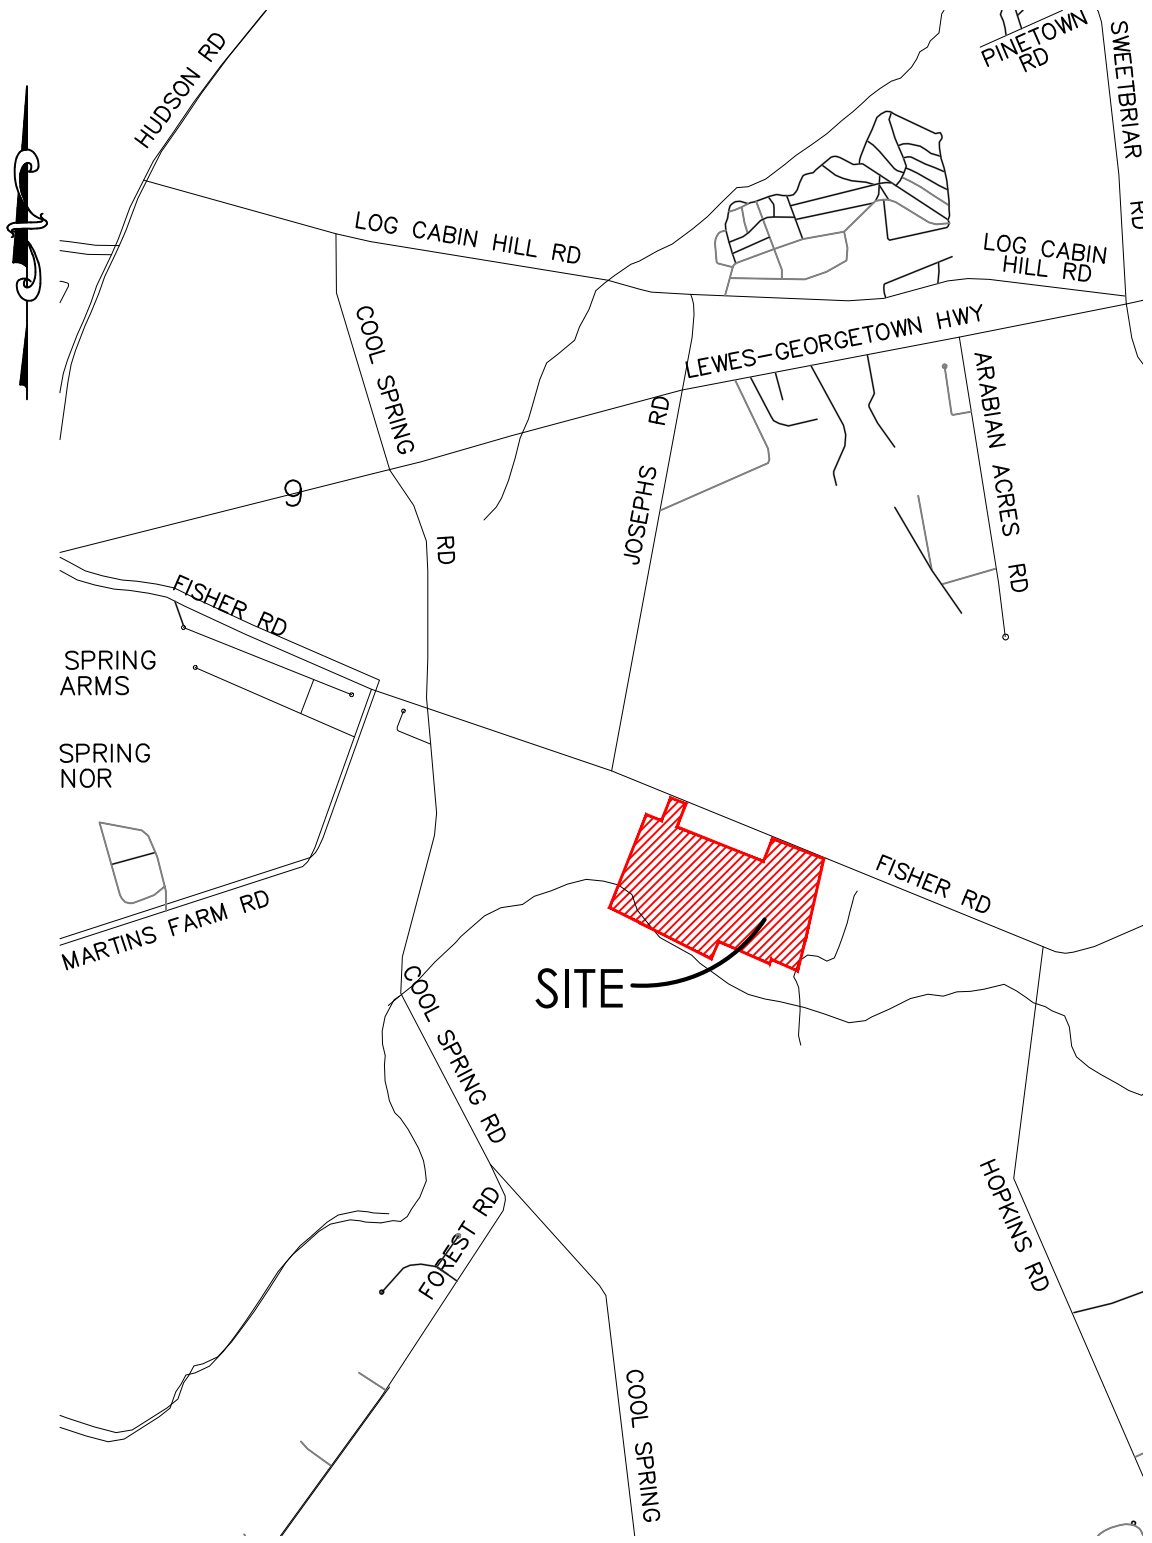 PINETOWN
RD
SWEETBRIAR RD
HUDSON RD
LOG CABIN HILL RD
LOG CABIN
HILL RD
COOL SPRING RD
LEWES-GEORGETOWN HWY
ARABIAN ACRES RD
JOSEPHS RD
9
FISHER RD
SPRING
ARMS
SPRING
NOR
MARTINS FARM RD
FISHER RD
SITE
COOL SPRING RD
HOPKINS RD
FOREST RD
COOL SPRING